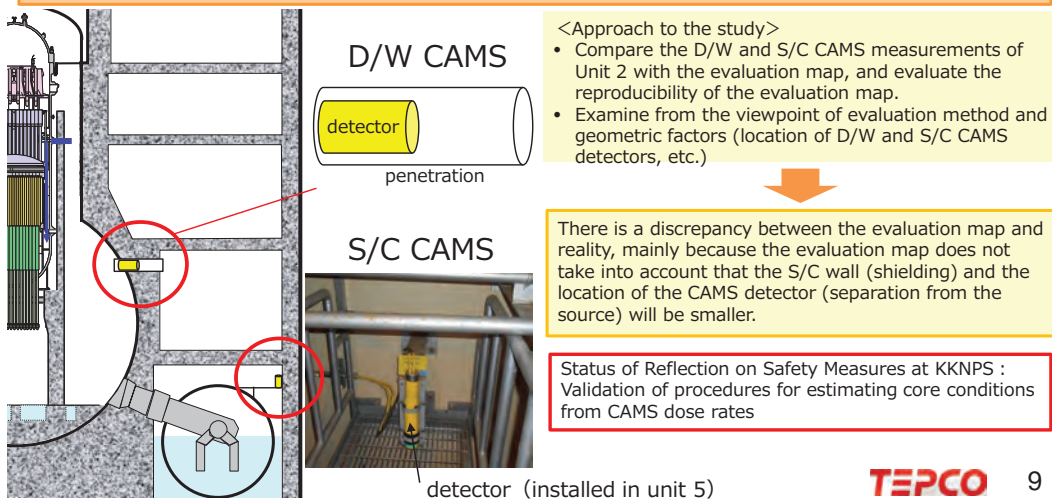 D/W CAMS
detector
penetration
S/C CAMS
detector（installed in unit 5）
＜Approach to the study＞
• Compare the D/W and S/C CAMS measurements of
Unit 2 with the evaluation map, and evaluate the
reproducibility of the evaluation map.
• Examine from the viewpoint of evaluation method and
geometric factors (location of D/W and S/C CAMS
detectors, etc.)
There is a discrepancy between the evaluation map and
reality, mainly because the evaluation map does not
take into account that the S/C wall (shielding) and the
location of the CAMS detector (separation from the
source) will be smaller.
Status of Reflection on Safety Measures at KKNPS :
Validation of procedures for estimating core conditions
from CAMS dose rates
TEPCO
9